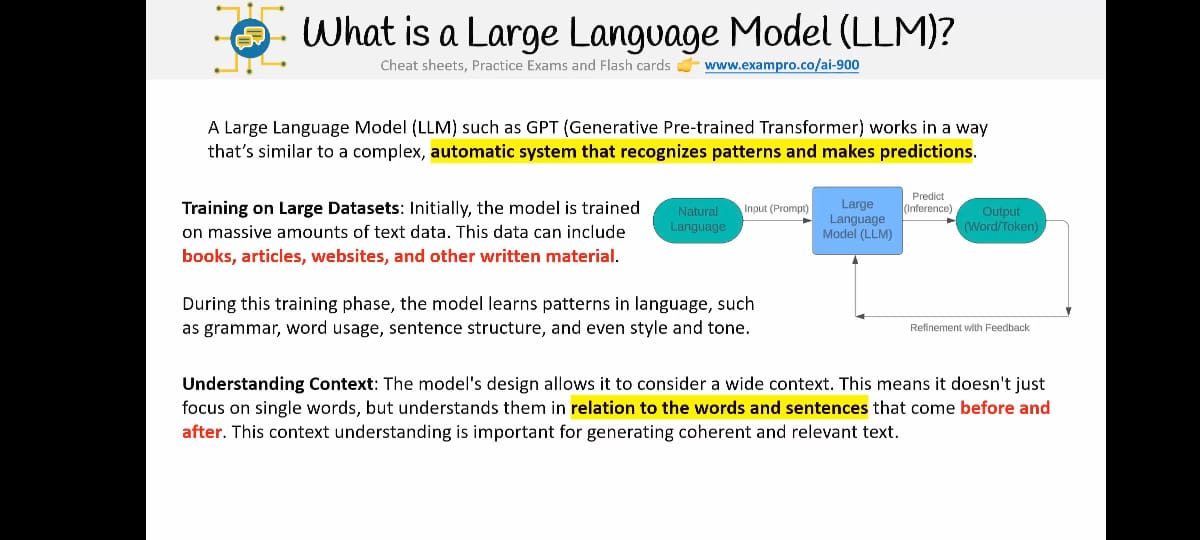 What is a Large Language Model (LLM)?
Cheat sheets, Practice Exams and Flash cards 👉 www.exampro.co/ai-900
A Large Language Model (LLM) such as GPT (Generative Pre-trained Transformer) works in a way
that's similar to a complex, automatic system that recognizes patterns and makes predictions.
Training on Large Datasets: Initially, the model is trained
on massive amounts of text data. This data can include
books, articles, websites, and other written material.
Natural
Language
Input (Prompt)
Large
Language
Model (LLM)
Predict
(Inference)
Output
(Word/Token)
Refinement with Feedback
During this training phase, the model learns patterns in language, such
as grammar, word usage, sentence structure, and even style and tone.
Understanding Context: The model's design allows it to consider a wide context. This means it doesn't just
focus on single words, but understands them in relation to the words and sentences that come before and
after. This context understanding is important for generating coherent and relevant text.